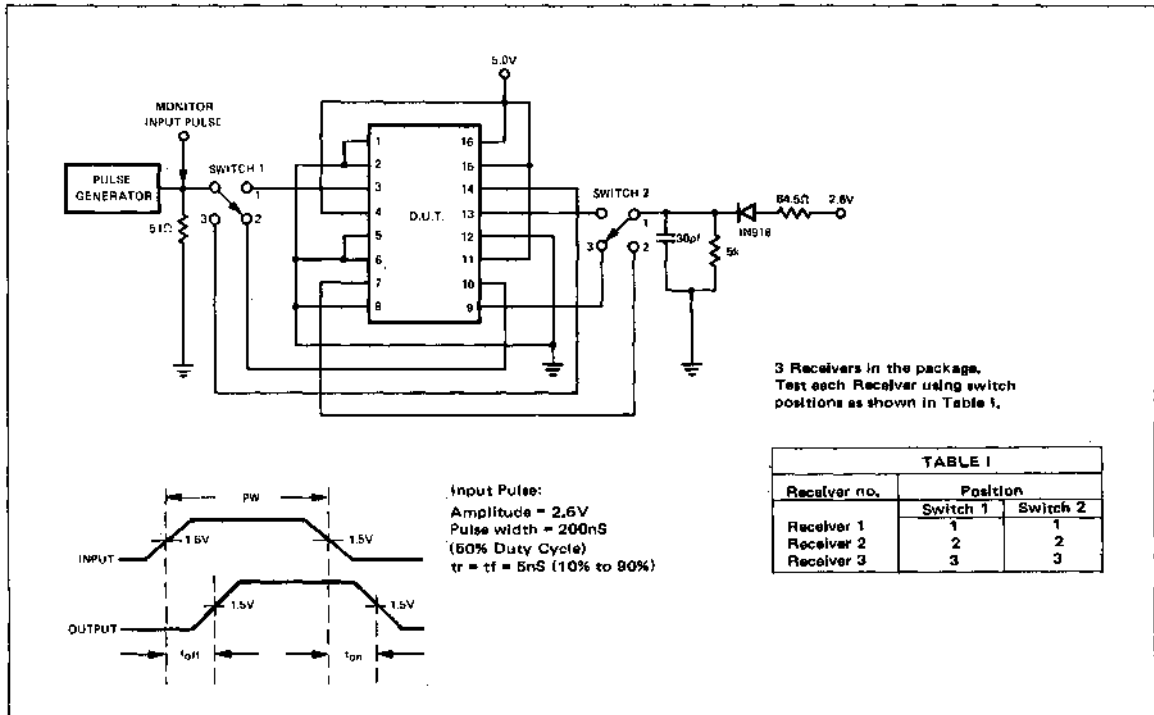 5.0V
MONITOR
INPUT PULSE
PULSE
GENERATOR
51Ω
SWITCH 1
1
3
2
1
2
3
4
5
6
7
8
D.U.T.
16
15
14
13
12
11
10
9
SWITCH 2
1
3
2
30pf
5k
IN916
84.5Ω
2.6V
3 Receivers in the package.
Test each Receiver using switch
positions as shown in Table I.
TABLE I
Receiver no. Position
Switch 1 Switch 2
Receiver 1 1 1
Receiver 2 2 2
Receiver 3 3 3
PW
INPUT
1.5V
1.5V
OUTPUT
1.5V
1.5V
toff
ton
Input Pulse:
Amplitude = 2.6V
Pulse width = 200nS
(50% Duty Cycle)
tr = tf = 5nS (10% to 90%)